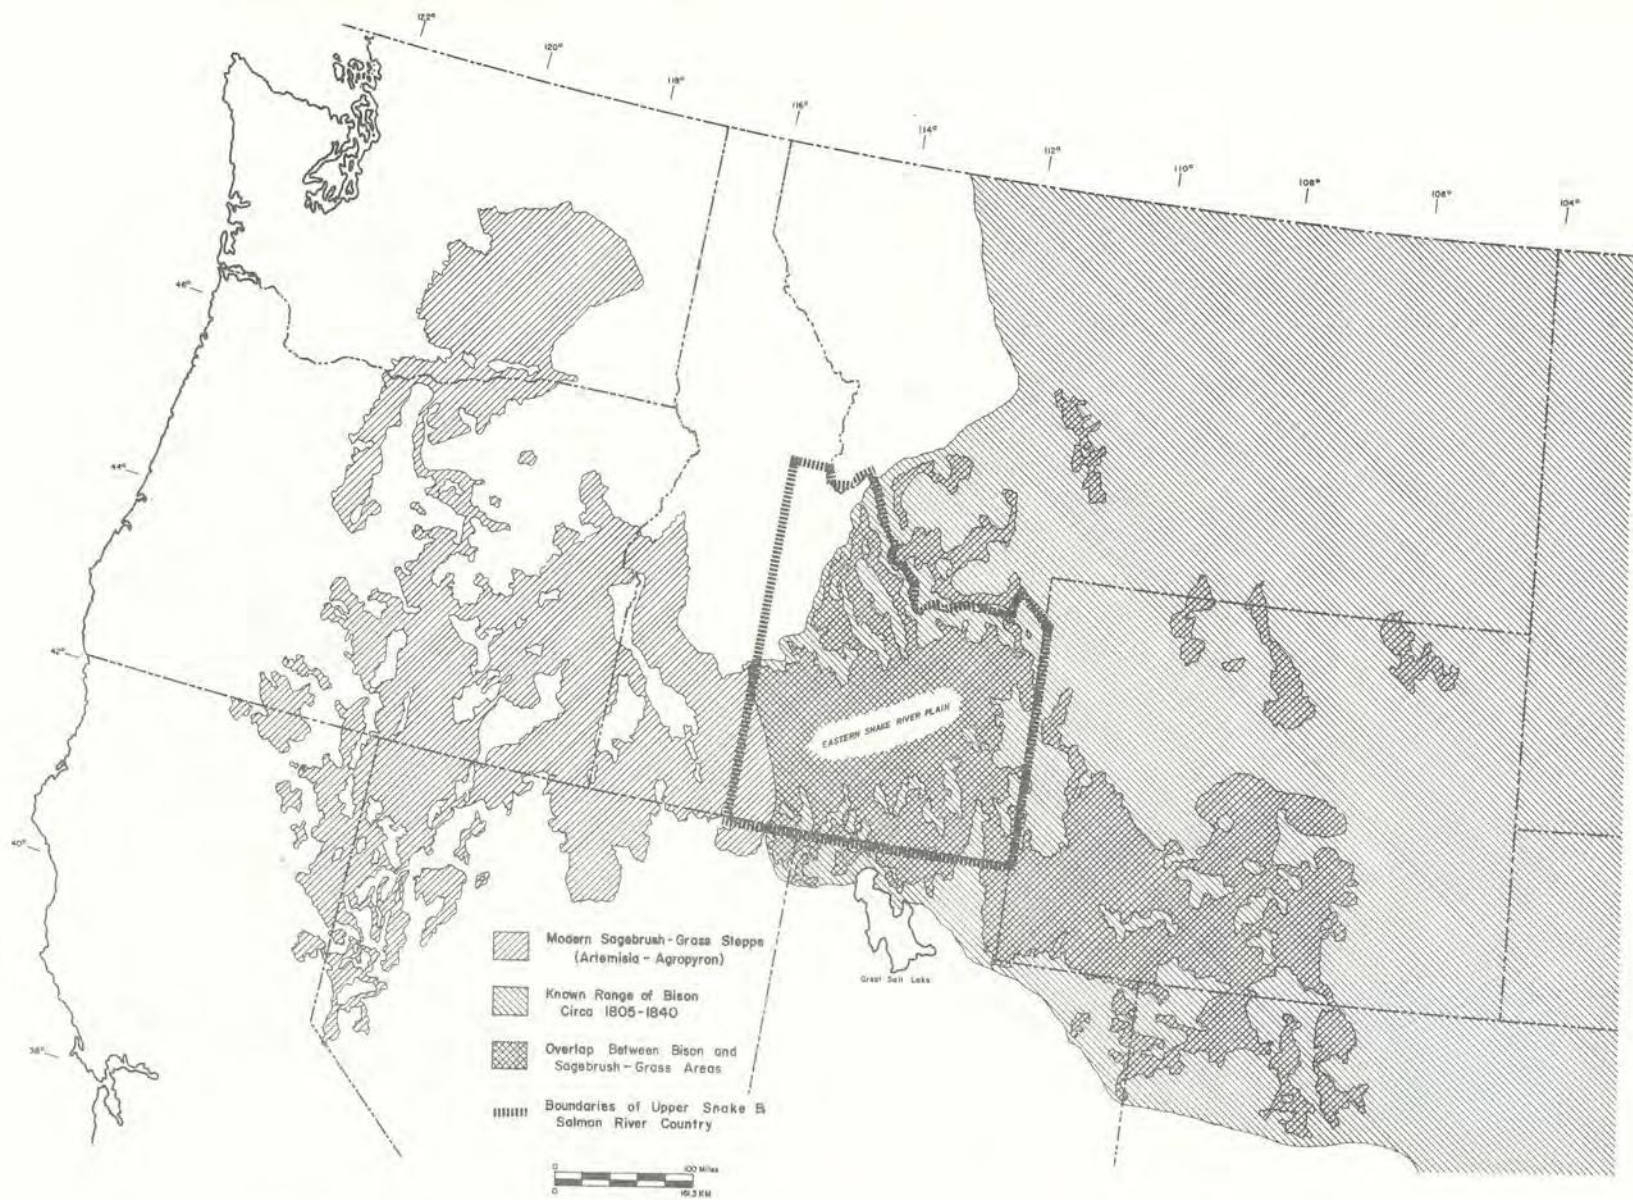 122°
120°
118°
116°
114°
112°
110°
108°
106°
104°
46°
44°
42°
40°
38°
EASTERN SNAKE RIVER PLAIN
Great Salt Lake
Modern Sagebrush-Grass Steppe
(Artemisia - Agropyron)
Known Range of Bison
Circa 1805-1840
Overlap Between Bison and
Sagebrush-Grass Areas
Boundaries of Upper Snake &
Salmon River Country
0 100 Miles
0 161.3 KM